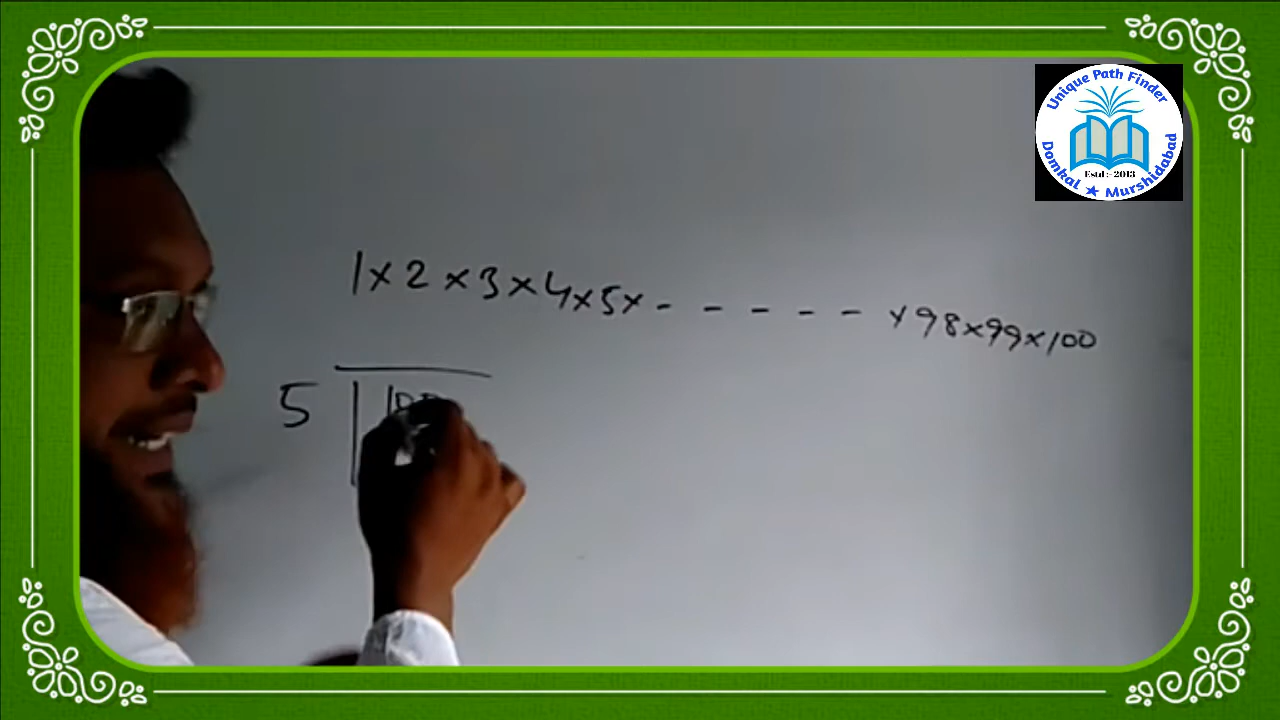 Unique Path Finder
Estd :- 2013
Domkal ★ Murshidabad
1×2×3×4×5×- - - - - ×98×99×100
5